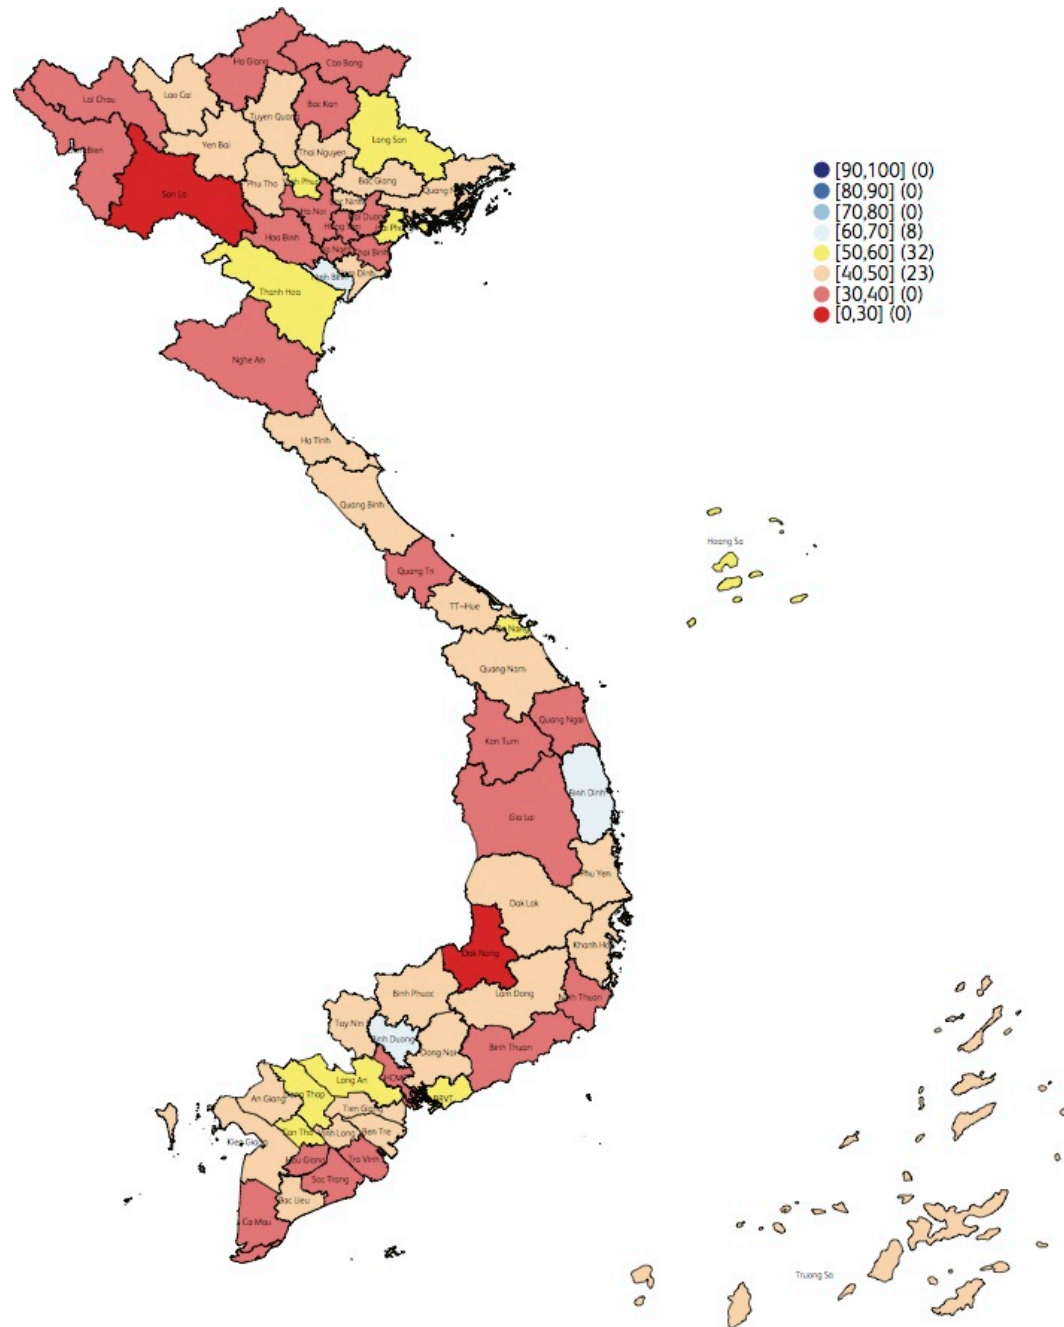 Ha Giang
Cao Bang
Lai Chau
Lao Cai
Bac Kan
Tuyen Quang
Lang Son
Yen Bai
Thai Nguyen
Son La
Phu Tho
Bac Giang
Bac Ninh
Ha Noi
Hoa Binh
Thai Binh
Thanh Hoa
Nghe An
Ha Tinh
Quang Binh
Quang Tri
TT-Hue
Quang Nam
Quang Ngai
Kon Tum
Gia Lai
Binh Dinh
Phu Yen
Dak Lak
Dak Nong
Binh Phuoc
Lam Dong
Binh Thuan
Dong Nai
Long An
An Giang
Tien Giang
Ben Tre
Hau Giang
Tra Vinh
Soc Trang
Bac Lieu
Ca Mau
Hoang Sa
Truong Sa
[90,100] (0)
[80,90] (0)
[70,80] (0)
[60,70] (8)
[50,60] (32)
[40,50] (23)
[30,40] (0)
[0,30] (0)